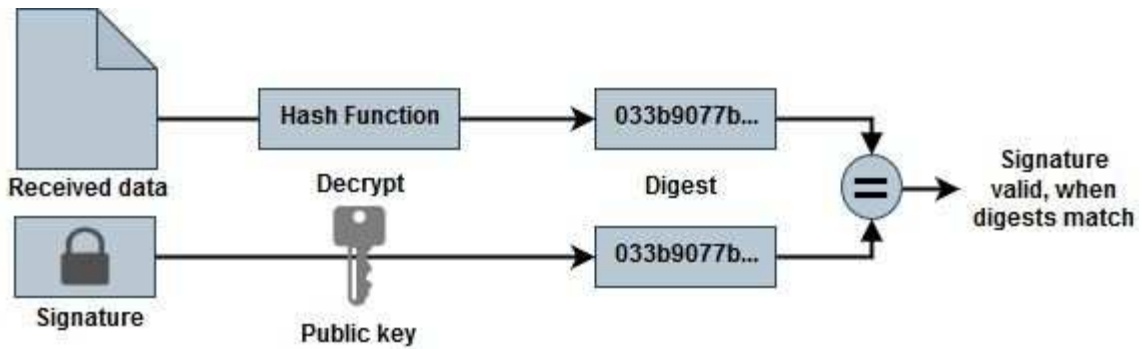 Hash Function
033b9077b...
Received data
Decrypt
Digest
Signature
valid, when
digests match
033b9077b...
Signature
Public key